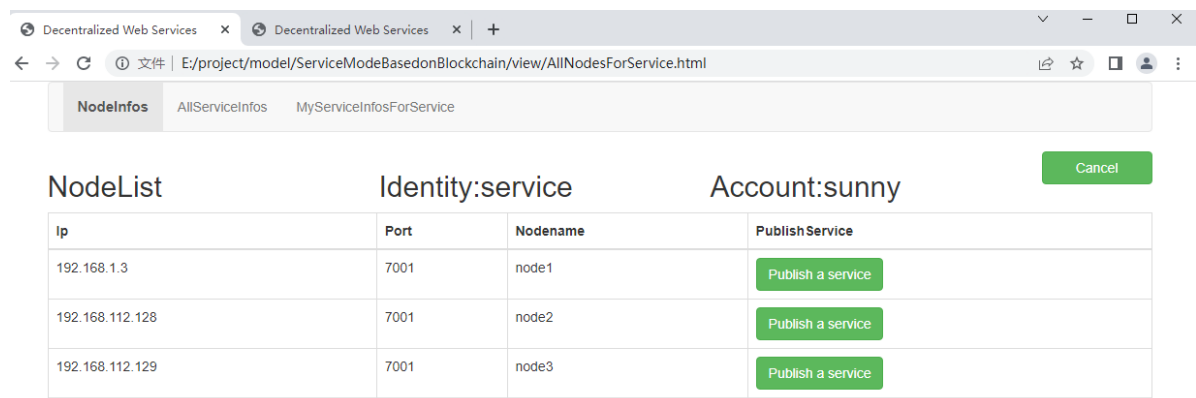 Decentralized Web Services
Decentralized Web Services
文件 E:/project/model/ServiceModeBasedonBlockchain/view/AllNodesForService.html
NodeInfos AllServiceInfos MyServiceInfosForService
Cancel
NodeList Identity:service Account:sunny
Ip Port Nodename PublishService
192.168.1.3 7001 node1 Publish a service
192.168.112.128 7001 node2 Publish a service
192.168.112.129 7001 node3 Publish a service